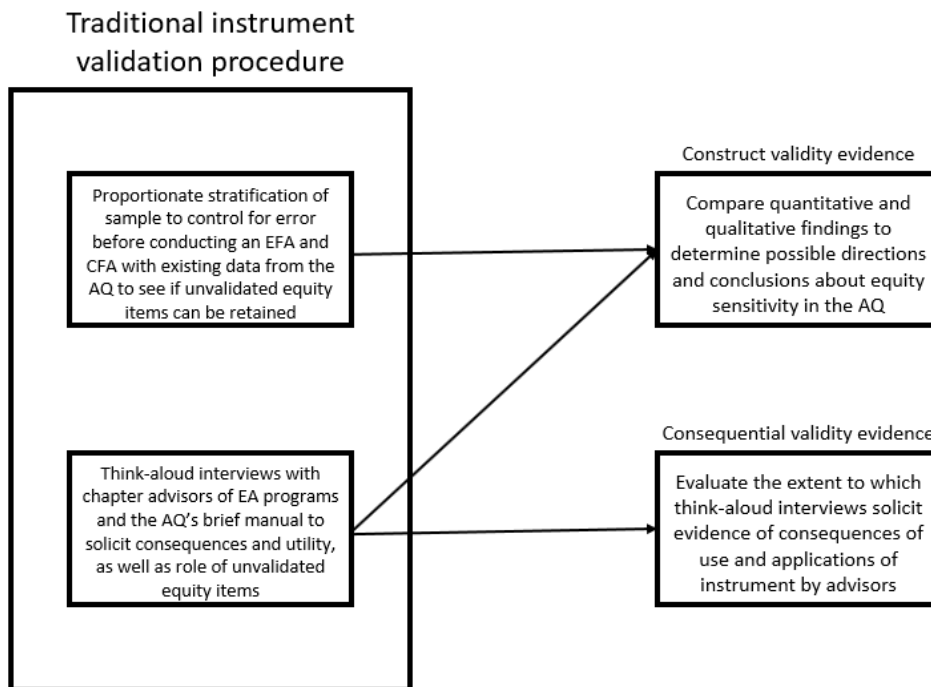 Traditional instrument
validation procedure
Proportionate stratification of
sample to control for error
before conducting an EFA and
CFA with existing data from the
AQ to see if unvalidated equity
items can be retained
Construct validity evidence
Compare quantitative and
qualitative findings to
determine possible directions
and conclusions about equity
sensitivity in the AQ
Think-aloud interviews with
chapter advisors of EA programs
and the AQ's brief manual to
solicit consequences and utility,
as well as role of unvalidated
equity items
Consequential validity evidence
Evaluate the extent to which
think-aloud interviews solicit
evidence of consequences of
use and applications of
instrument by advisors